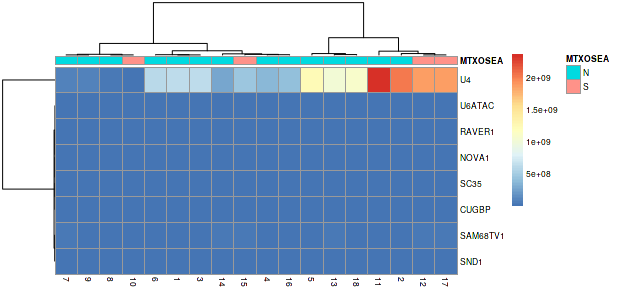 MTXOSEA
U4
U6ATAC
RAVER1
NOVA1
SC35
CUGBP
SAM68TV1
SND1
7 9 8 10 6 1 3 14 15 4 16 5 13 18 11 2 12 17
MTXOSEA
N
S
2e+09
1.5e+09
1e+09
5e+08